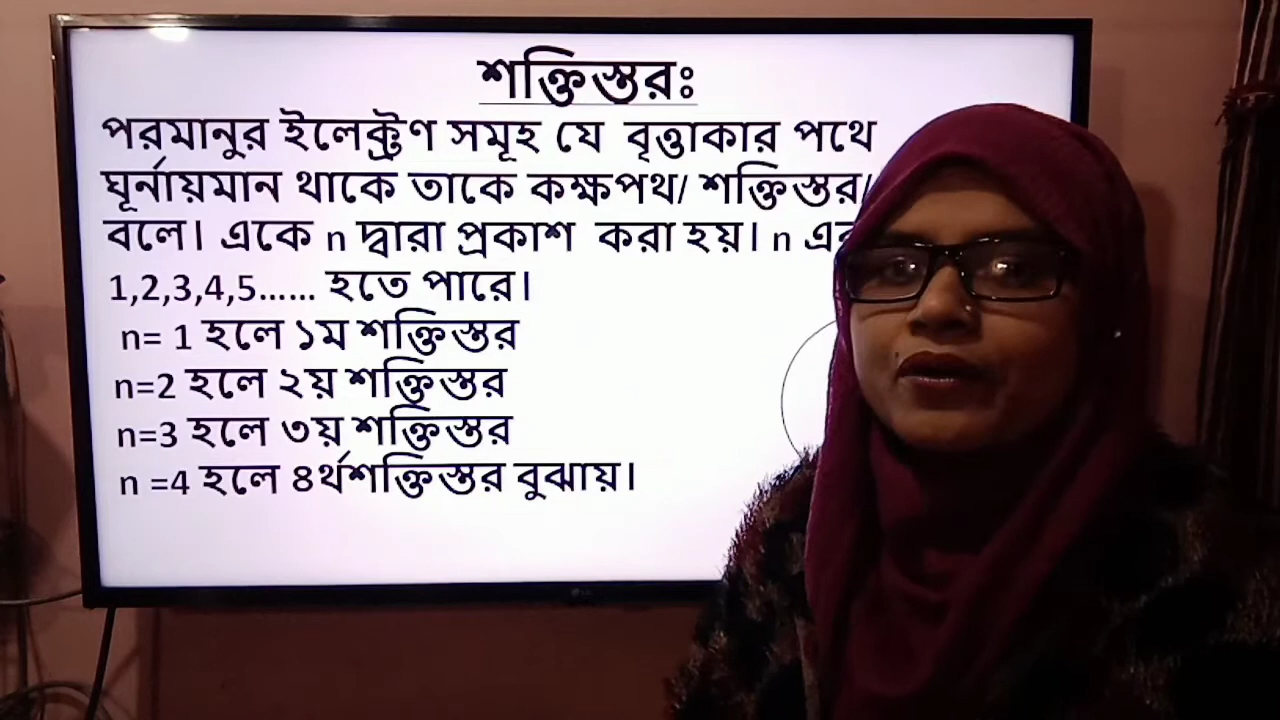 শক্তিস্তরঃ
পরমানুর ইলেক্ট্রণ সমূহ যে বৃত্তাকার পথে
ঘূর্নায়মান থাকে তাকে কক্ষপথ/ শক্তিস্তর/
বলে। একে n দ্বারা প্রকাশ করা হয়। n এর
1,2,3,4,5...... হতে পারে।
n= 1 হলে ১ম শক্তিস্তর
n=2 হলে ২য় শক্তিস্তর
n=3 হলে ৩য় শক্তিস্তর
n =4 হলে ৪র্থশক্তিস্তর বুঝায়।